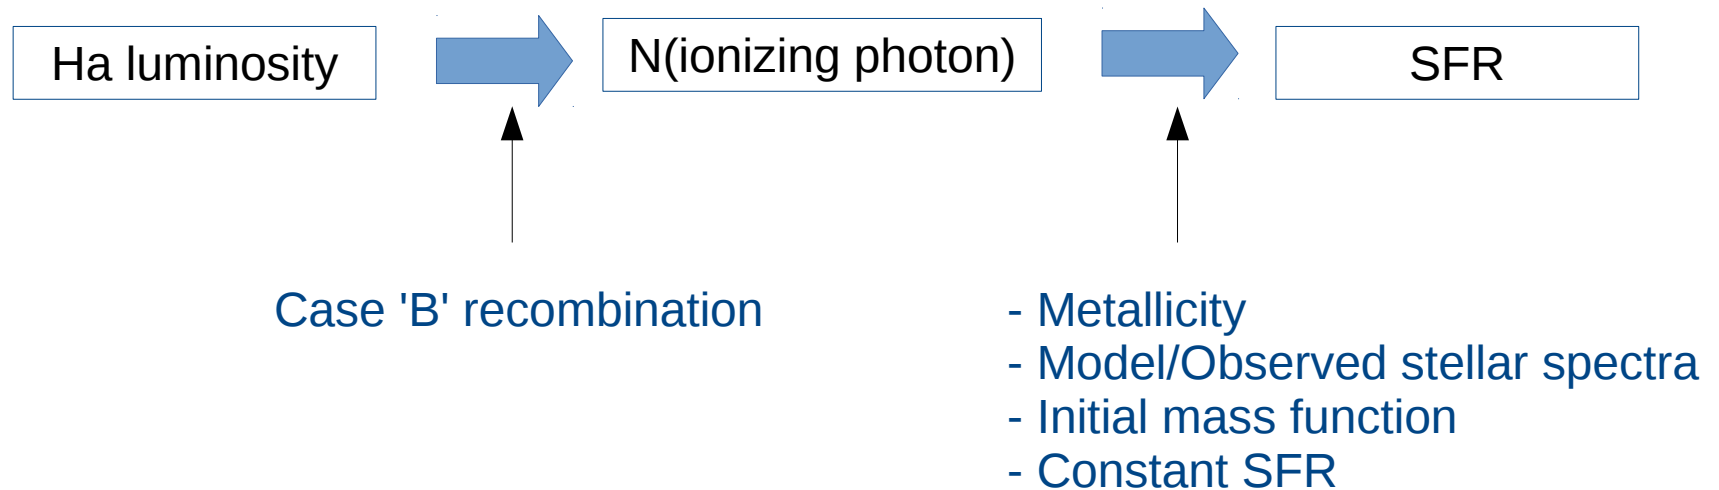 Ha luminosity
N(ionizing photon)
SFR
Case 'B' recombination
- Metallicity
- Model/Observed stellar spectra
- Initial mass function
- Constant SFR